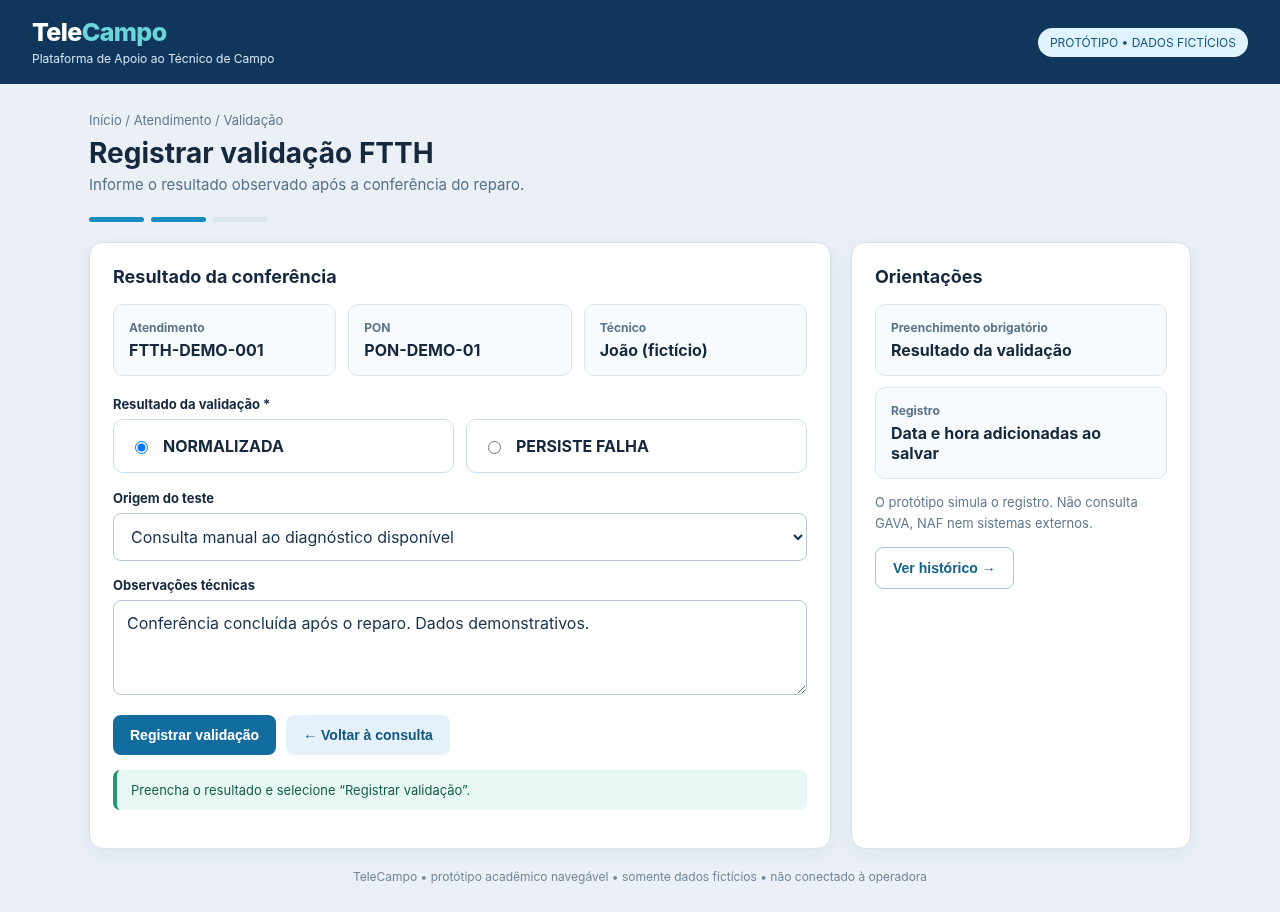 TeleCampo
Plataforma de Apoio ao Técnico de Campo
PROTÓTIPO • DADOS FICTÍCIOS
Início / Atendimento / Validação
Registrar validação FTTH
Informe o resultado observado após a conferência do reparo.
Resultado da conferência
Atendimento
FTTH-DEMO-001
PON
PON-DEMO-01
Técnico
João (fictício)
Resultado da validação *
NORMALIZADA
PERSISTE FALHA
Origem do teste
Consulta manual ao diagnóstico disponível
Observações técnicas
Conferência concluída após o reparo. Dados demonstrativos.
Registrar validação
← Voltar à consulta
Preencha o resultado e selecione “Registrar validação”.
Orientações
Preenchimento obrigatório
Resultado da validação
Registro
Data e hora adicionadas ao
salvar
O protótipo simula o registro. Não consulta
GAVA, NAF nem sistemas externos.
Ver histórico →
TeleCampo • protótipo acadêmico navegável • somente dados fictícios • não conectado à operadora